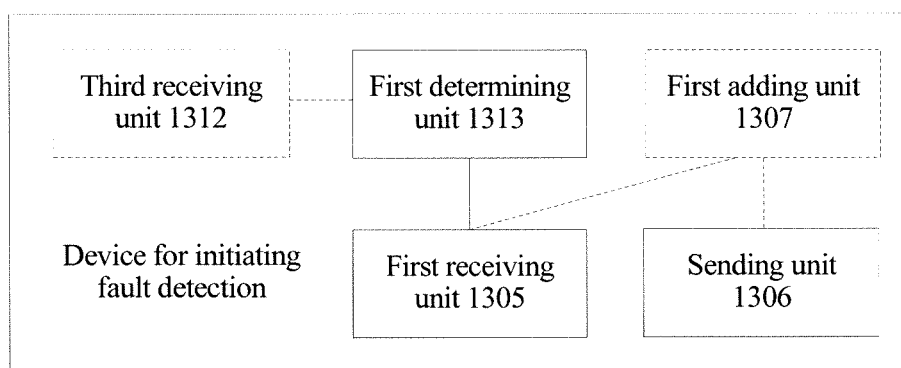 Third receiving
unit 1312
First determining
unit 1313
First adding unit
1307
Device for initiating
fault detection
First receiving
unit 1305
Sending unit
1306